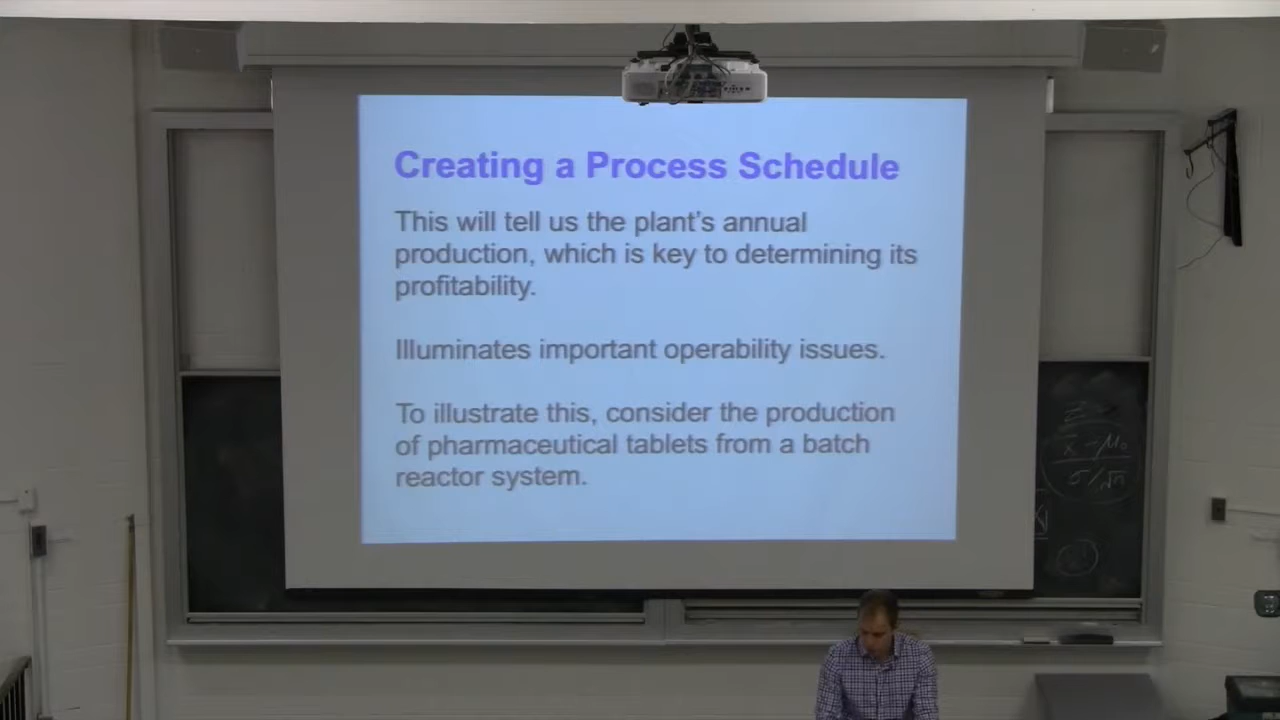 Creating a Process Schedule
This will tell us the plant's annual
production, which is key to determining its
profitability.
Illuminates important operability issues.
To illustrate this, consider the production
of pharmaceutical tablets from a batch
reactor system.
x̄ - μ₀
σ/√n